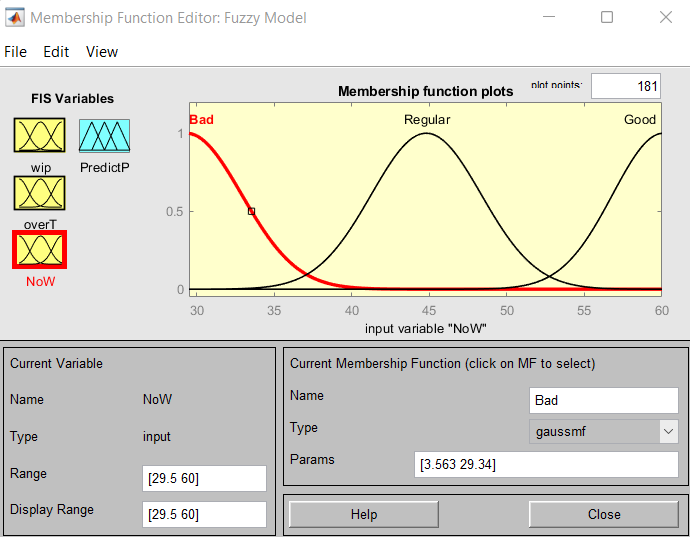 Membership Function Editor: Fuzzy Model
File Edit View
FIS Variables
wip
PredictP
overT
NoW
Membership function plots
plot points:
181
Bad
Regular
Good
1
0.5
0
30 35 40 45 50 55 60
input variable "NoW"
Current Variable
Name NoW
Type input
Range [29.5 60]
Display Range [29.5 60]
Current Membership Function (click on MF to select)
Name Bad
Type gaussmf
Params [3.563 29.34]
Help
Close